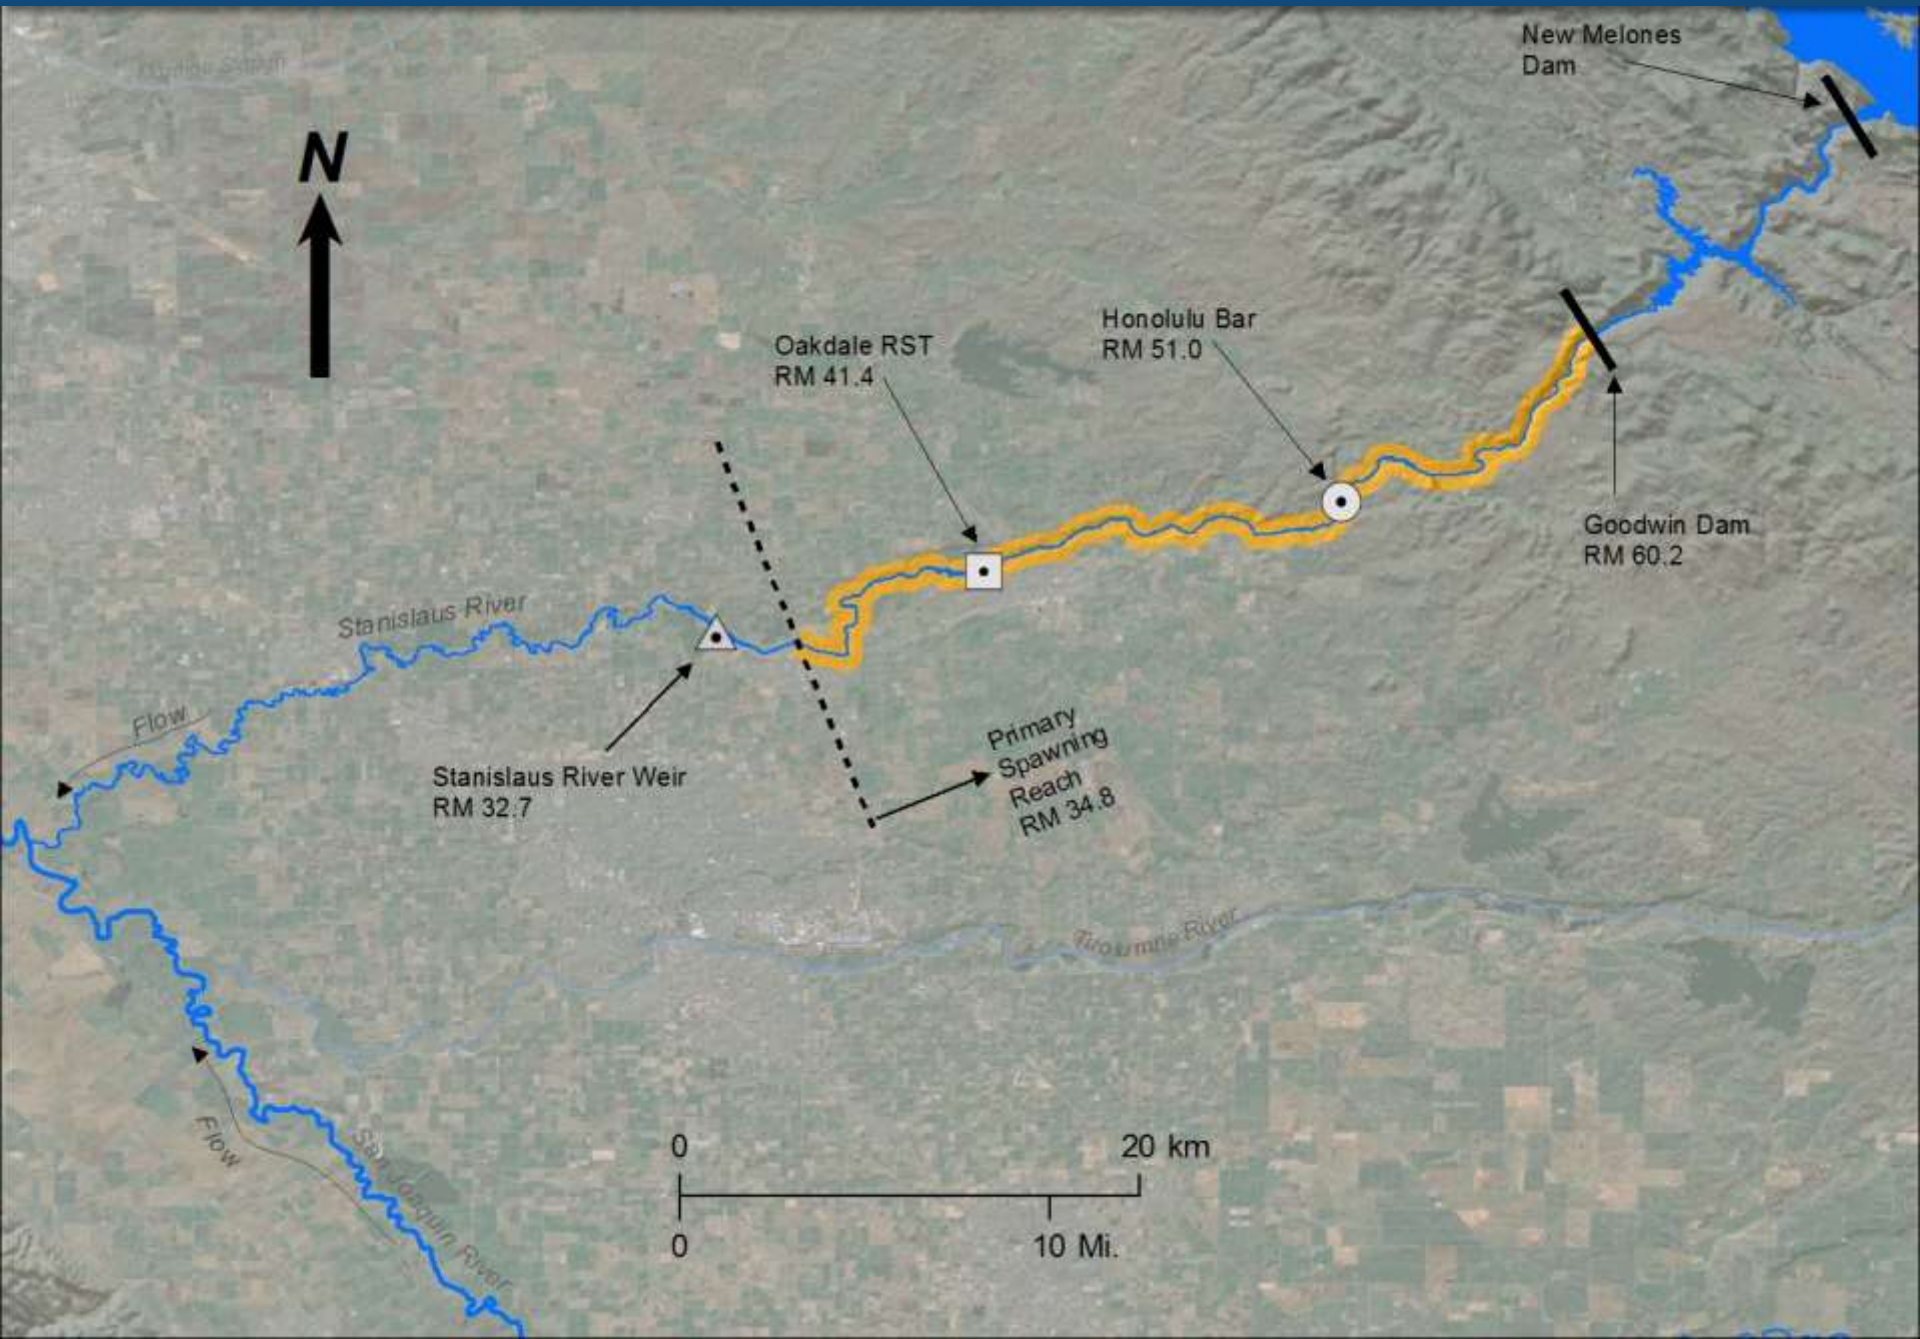 New Melones
Dam
N
Honolulu Bar
RM 51.0
Oakdale RST
RM 41.4
Goodwin Dam
RM 60.2
Stanislaus River
Flow
Primary
Spawning
Reach
RM 34.8
Stanislaus River Weir
RM 32.7
River
Flow
San Joaquin River
0
20 km
0
10 Mi.